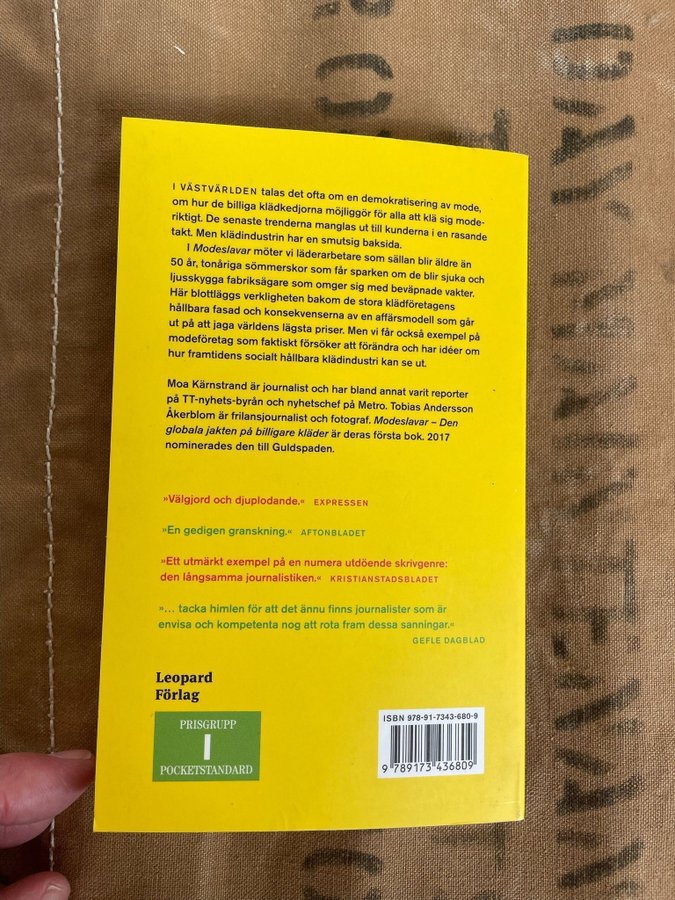 I VÄSTVÄRLDEN talas det ofta om en demokratisering av mode,
om hur de billiga klädkedjorna möjliggör för alla att klä sig mode-
riktigt. De senaste trenderna manglas ut till kunderna i en rasande
takt. Men klädindustrin har en smutsig baksida.
I Modeslavar möter vi läderarbetare som sällan blir äldre än
50 år, tonåriga sömmerskor som får sparken om de blir sjuka och
ljusskygga fabriksägare som omger sig med beväpnade vakter.
Här blottläggs verkligheten bakom de stora klädföretagens
hållbara fasad och konsekvenserna av en affärsmodell som går
ut på att jaga världens lägsta priser. Men vi får också exempel på
modeföretag som faktiskt försöker att förändra och har idéer om
hur framtidens socialt hållbara klädindustri kan se ut.
Moa Kärnstrand är journalist och har bland annat varit reporter
på TT-nyhets-byrån och nyhetschef på Metro. Tobias Andersson
Åkerblom är frilansjournalist och fotograf. Modeslavar – Den
globala jakten på billigare kläder är deras första bok. 2017
nominerades den till Guldspaden.
»Välgjord och djuplodande.« EXPRESSEN
»En gedigen granskning.« AFTONBLADET
»Ett utmärkt exempel på en numera utdöende skrivgenre:
den långsamma journalistiken.« KRISTIANSTADSBLADET
»... tacka himlen för att det ännu finns journalister som är
envisa och kompetenta nog att rota fram dessa sanningar.«
GEFLE DAGBLAD
Leopard
Förlag
PRISGRUPP
I
POCKETSTANDARD
ISBN 978-91-7343-680-9
9 789173 436809